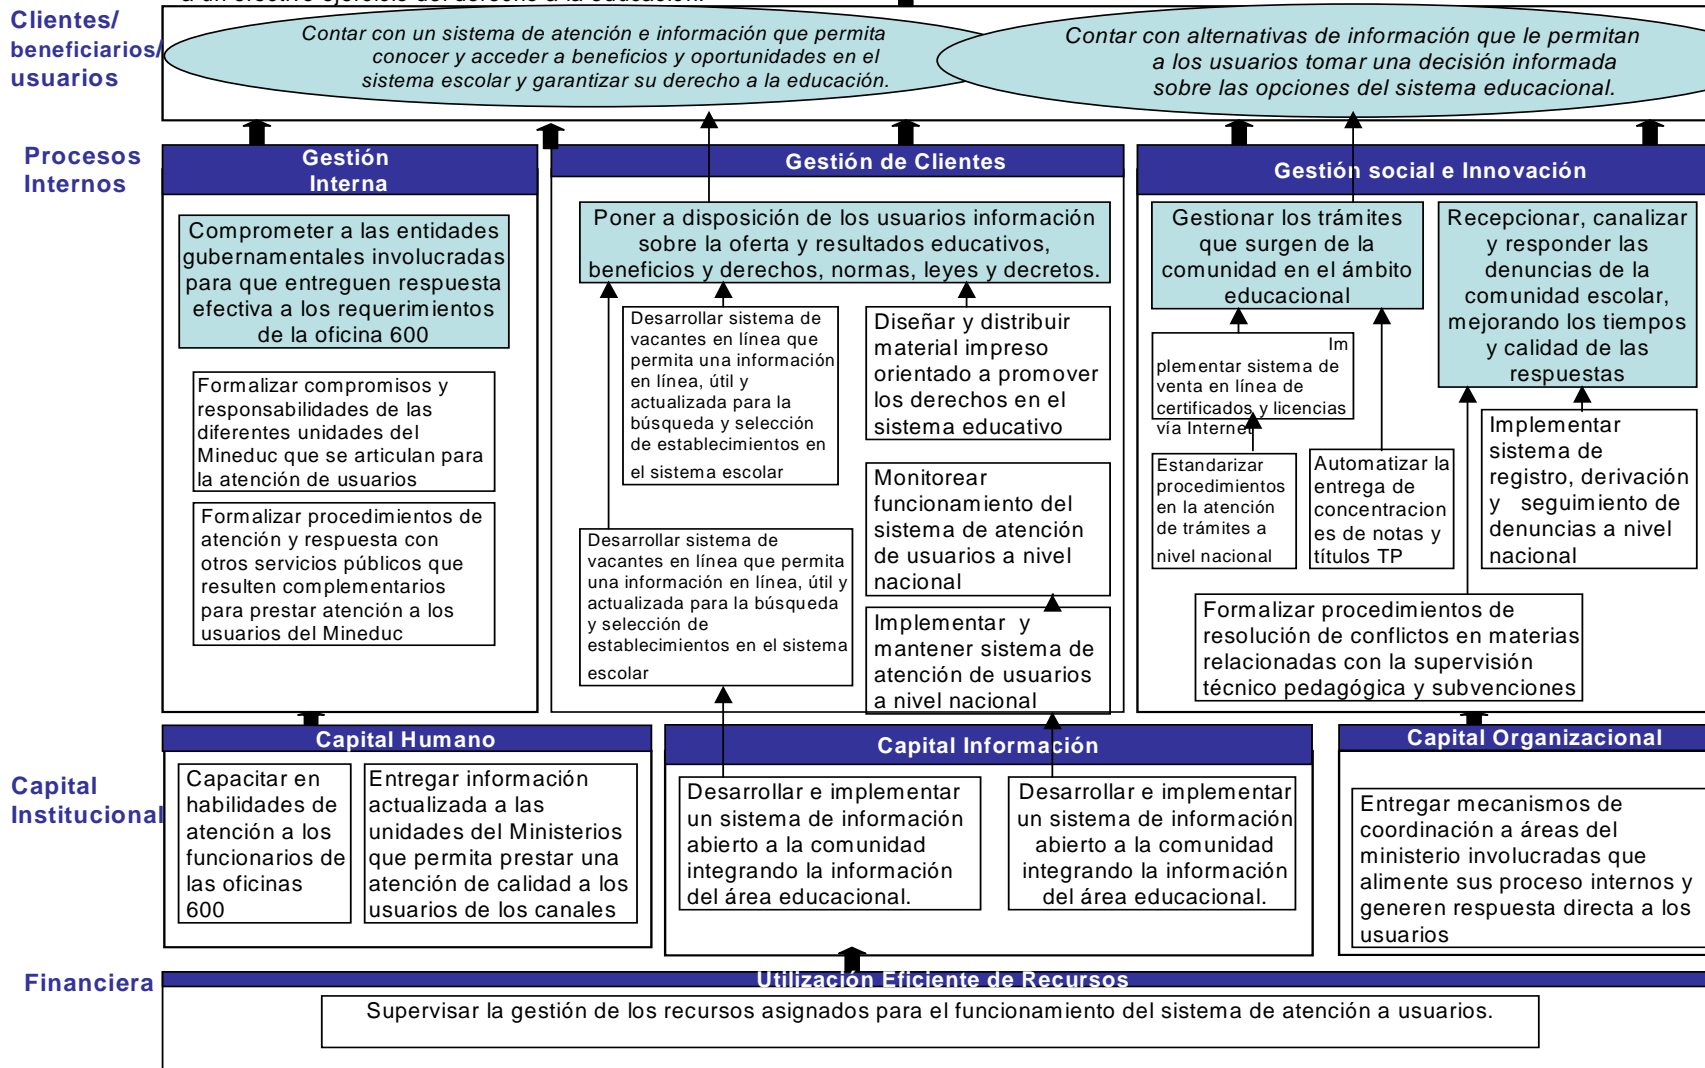 a un efectivo ejercicio del derecho a la educación.
Clientes/
beneficiarios/
usuarios
Contar con un sistema de atención e información que permita
conocer y acceder a beneficios y oportunidades en el
sistema escolar y garantizar su derecho a la educación.
Contar con alternativas de información que le permitan
a los usuarios tomar una decisión informada
sobre las opciones del sistema educacional.
Procesos
Internos
Gestión
Interna
Comprometer a las entidades
gubernamentales involucradas
para que entreguen respuesta
efectiva a los requerimientos
de la oficina 600
Formalizar compromisos y
responsabilidades de las
diferentes unidades del
Mineduc que se articulan para
la atención de usuarios
Formalizar procedimientos de
atención y respuesta con
otros servicios públicos que
resulten complementarios
para prestar atención a los
usuarios del Mineduc
Gestión de Clientes
Poner a disposición de los usuarios información
sobre la oferta y resultados educativos,
beneficios y derechos, normas, leyes y decretos.
Desarrollar sistema de
vacantes en línea que
permita una información
en línea, útil y
actualizada para la
búsqueda y selección
de establecimientos en
el sistema escolar
Diseñar y distribuir
material impreso
orientado a promover
los derechos en el
sistema educativo
Monitorear
funcionamiento del
sistema de atención
de usuarios a nivel
nacional
Desarrollar sistema de
vacantes en línea que permita
una información en línea, útil y
actualizada para la búsqueda
y selección de
establecimientos en el sistema
escolar
Implementar y
mantener sistema de
atención de usuarios
a nivel nacional
Gestión social e Innovación
Gestionar los trámites
que surgen de la
comunidad en el ámbito
educacional
Recepcionar, canalizar
y responder las
denuncias de la
comunidad escolar,
mejorando los tiempos
y calidad de las
respuestas
Im
plementar sistema de
venta en línea de
certificados y licencias
vía Internet
Estandarizar
procedimientos
en la atención
de trámites a
nivel nacional
Automatizar la
entrega de
concentracion
es de notas y
títulos TP
Implementar
sistema de
registro, derivación
y seguimiento de
denuncias a nivel
nacional
Formalizar procedimientos de
resolución de conflictos en materias
relacionadas con la supervisión
técnico pedagógica y subvenciones
Capital
Institucional
Capital Humano
Capacitar en
habilidades de
atención a los
funcionarios de
las oficinas
600
Entregar información
actualizada a las
unidades del Ministerios
que permita prestar una
atención de calidad a los
usuarios de los canales
Capital Información
Desarrollar e implementar
un sistema de información
abierto a la comunidad
integrando la información
del área educacional.
Desarrollar e implementar
un sistema de información
abierto a la comunidad
integrando la información
del área educacional.
Capital Organizacional
Entregar mecanismos de
coordinación a áreas del
ministerio involucradas que
alimente sus proceso internos y
generen respuesta directa a los
usuarios
Financiera
Utilización Eficiente de Recursos
Supervisar la gestión de los recursos asignados para el funcionamiento del sistema de atención a usuarios.